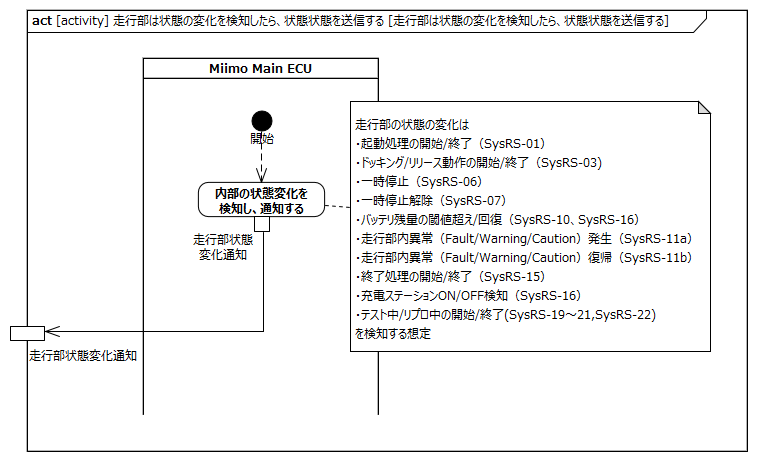 act [activity] 走行部は状態の変化を検知したら、状態状態を送信する [走行部は状態の変化を検知したら、状態状態を送信する]
Miimo Main ECU
開始
内部の状態変化を
検知し、通知する
走行部状態
変化通知
走行部状態変化通知
走行部の状態の変化は
・起動処理の開始/終了（SysRS-01）
・ドッキング/リリース動作の開始/終了（SysRS-03)
・一時停止（SysRS-06）
・一時停止解除（SysRS-07）
・バッテリ残量の閾値超え/回復（SysRS-10、SysRS-16）
・走行部内異常（Fault/Warning/Caution）発生（SysRS-11a）
・走行部内異常（Fault/Warning/Caution）復帰（SysRS-11b）
・終了処理の開始/終了（SysRS-15）
・充電ステーションON/OFF検知（SysRS-16）
・テスト中/リプロ中の開始/終了(SysRS-19～21,SysRS-22)
を検知する想定